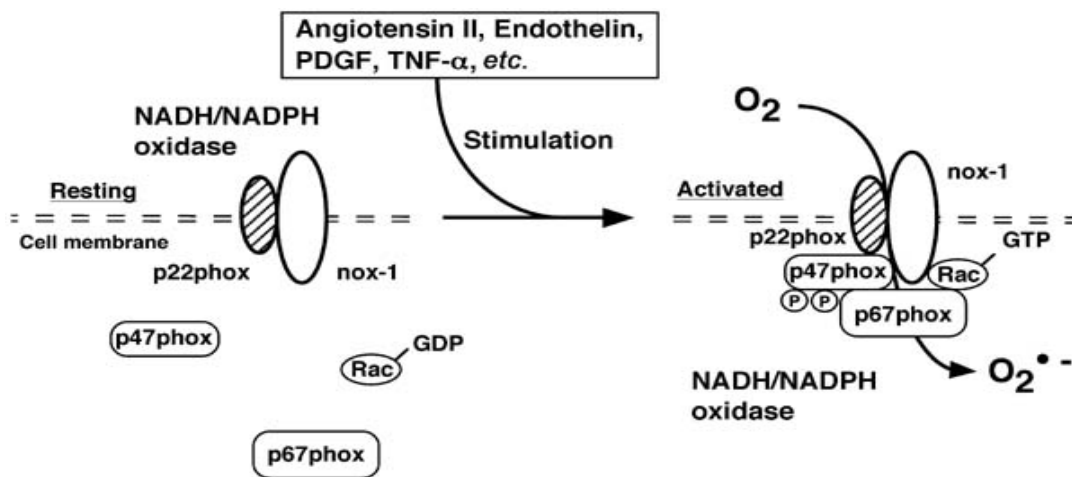 Angiotensin II, Endothelin,
PDGF, TNF-α, etc.
NADH/NADPH
oxidase
Stimulation
O2
nox-1
Resting
Activated
Cell membrane
p22phox
nox-1
p22phox
GTP
p47phox
Rac
P
P
p67phox
p47phox
GDP
Rac
NADH/NADPH
oxidase
O2• -
p67phox